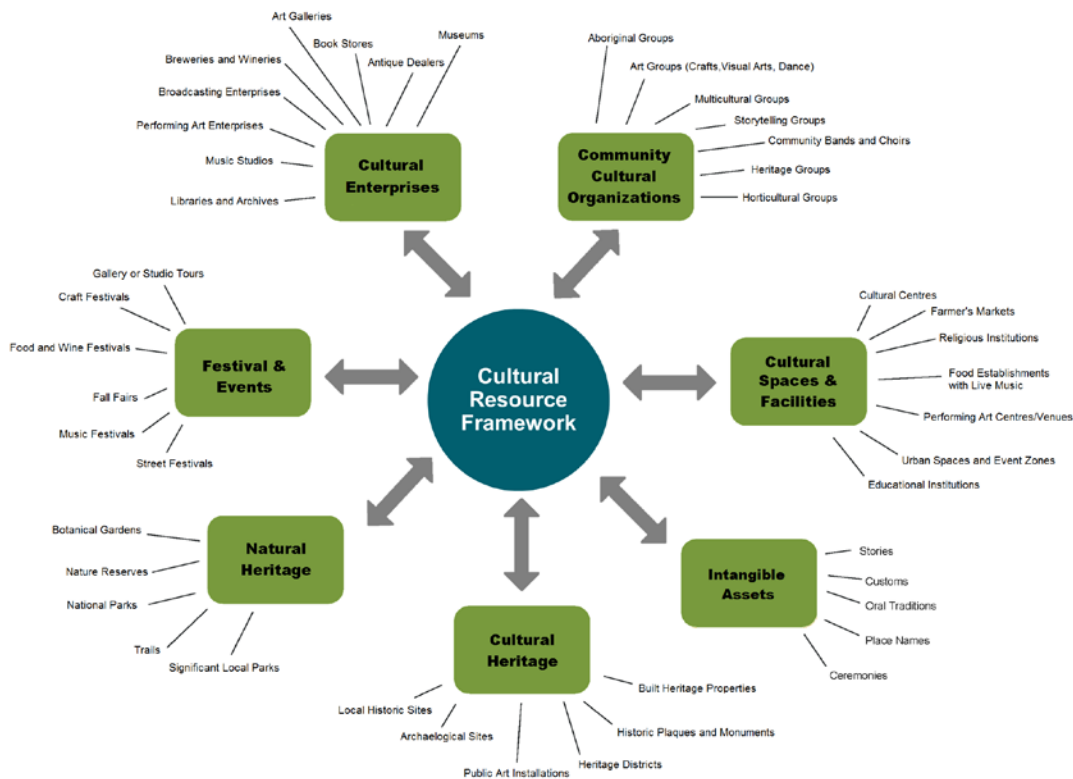 Art Galleries
Book Stores
Museums
Breweries and Wineries
Antique Dealers
Broadcasting Enterprises
Performing Art Enterprises
Music Studios
Libraries and Archives
Cultural
Enterprises
Aboriginal Groups
Art Groups (Crafts,Visual Arts, Dance)
Multicultural Groups
Storytelling Groups
Community Bands and Choirs
Heritage Groups
Horticultural Groups
Community
Cultural
Organizations
Gallery or Studio Tours
Craft Festivals
Food and Wine Festivals
Fall Fairs
Music Festivals
Street Festivals
Festival &
Events
Cultural
Resource
Framework
Cultural
Spaces &
Facilities
Cultural Centres
Farmer's Markets
Religious Institutions
Food Establishments
with Live Music
Performing Art Centres/Venues
Urban Spaces and Event Zones
Educational Institutions
Botanical Gardens
Nature Reserves
National Parks
Trails
Significant Local Parks
Natural
Heritage
Cultural
Heritage
Local Historic Sites
Archaelogical Sites
Public Art Installations
Heritage Districts
Historic Plaques and Monuments
Built Heritage Properties
Intangible
Assets
Stories
Customs
Oral Traditions
Place Names
Ceremonies